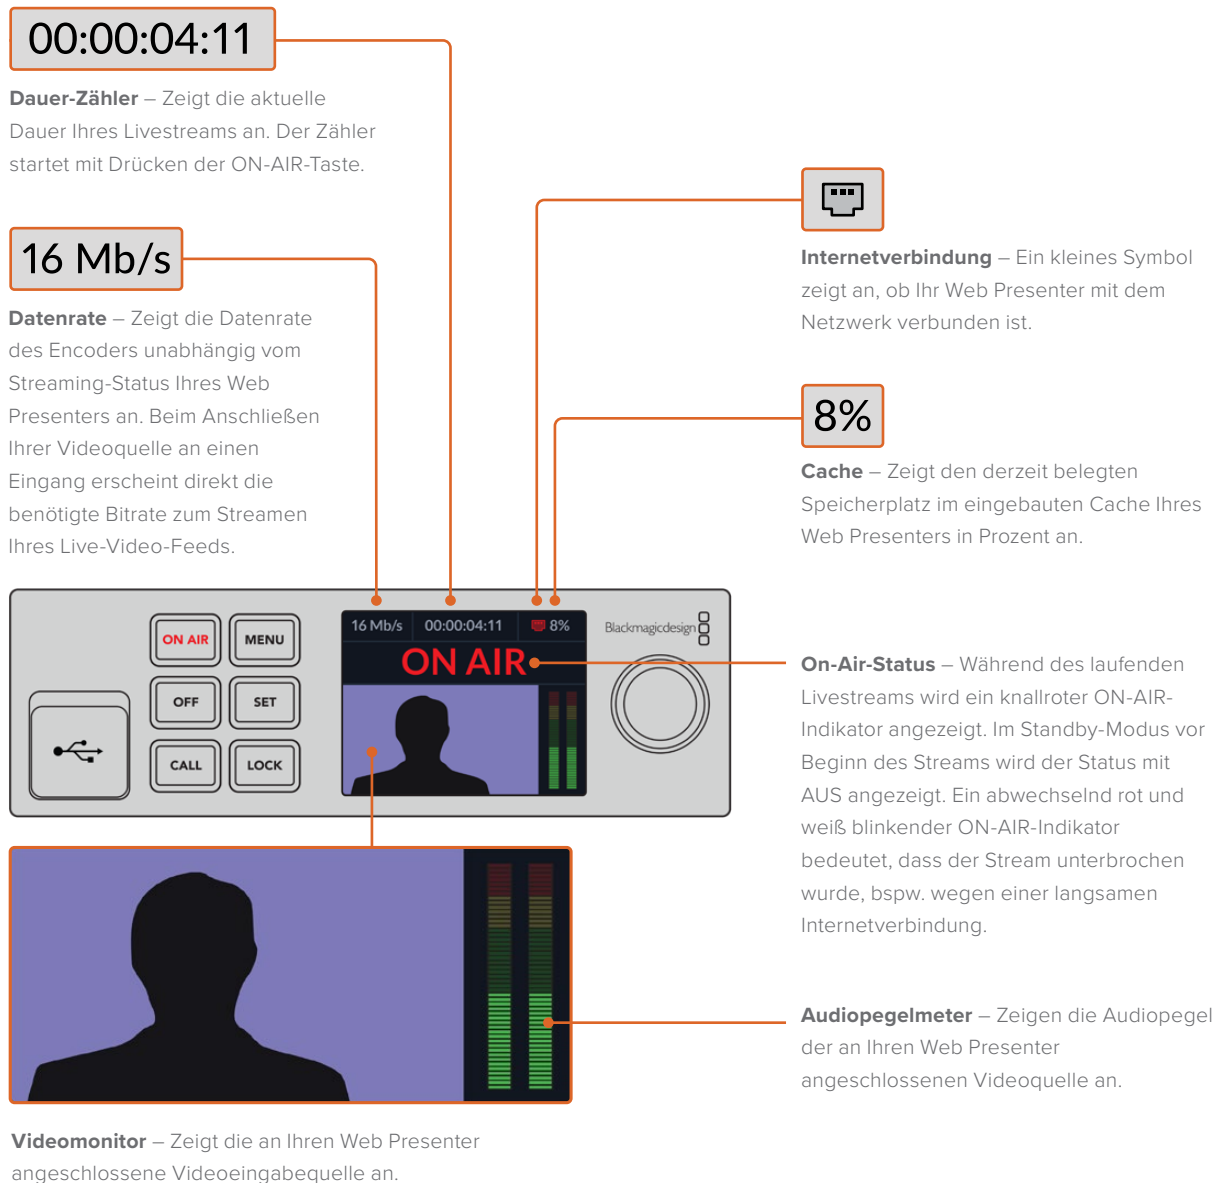 00:00:04:11
Dauer-Zähler – Zeigt die aktuelle
Dauer Ihres Livestreams an. Der Zähler
startet mit Drücken der ON-AIR-Taste.
16 Mb/s
Datenrate – Zeigt die Datenrate
des Encoders unabhängig vom
Streaming-Status Ihres Web
Presenters an. Beim Anschließen
Ihrer Videoquelle an einen
Eingang erscheint direkt die
benötigte Bitrate zum Streamen
Ihres Live-Video-Feeds.
Internetverbindung – Ein kleines Symbol
zeigt an, ob Ihr Web Presenter mit dem
Netzwerk verbunden ist.
8%
Cache – Zeigt den derzeit belegten
Speicherplatz im eingebauten Cache Ihres
Web Presenters in Prozent an.
ON AIR
MENU
OFF
SET
CALL
LOCK
16 Mb/s
00:00:04:11
8%
ON AIR
Blackmagicdesign
On-Air-Status – Während des laufenden
Livestreams wird ein knallroter ON-AIR-
Indikator angezeigt. Im Standby-Modus vor
Beginn des Streams wird der Status mit
AUS angezeigt. Ein abwechselnd rot und
weiß blinkender ON-AIR-Indikator
bedeutet, dass der Stream unterbrochen
wurde, bspw. wegen einer langsamen
Internetverbindung.
Audiopegelmeter – Zeigen die Audiopegel
der an Ihren Web Presenter
angeschlossenen Videoquelle an.
Videomonitor – Zeigt die an Ihren Web Presenter
angeschlossene Videoeingabequelle an.